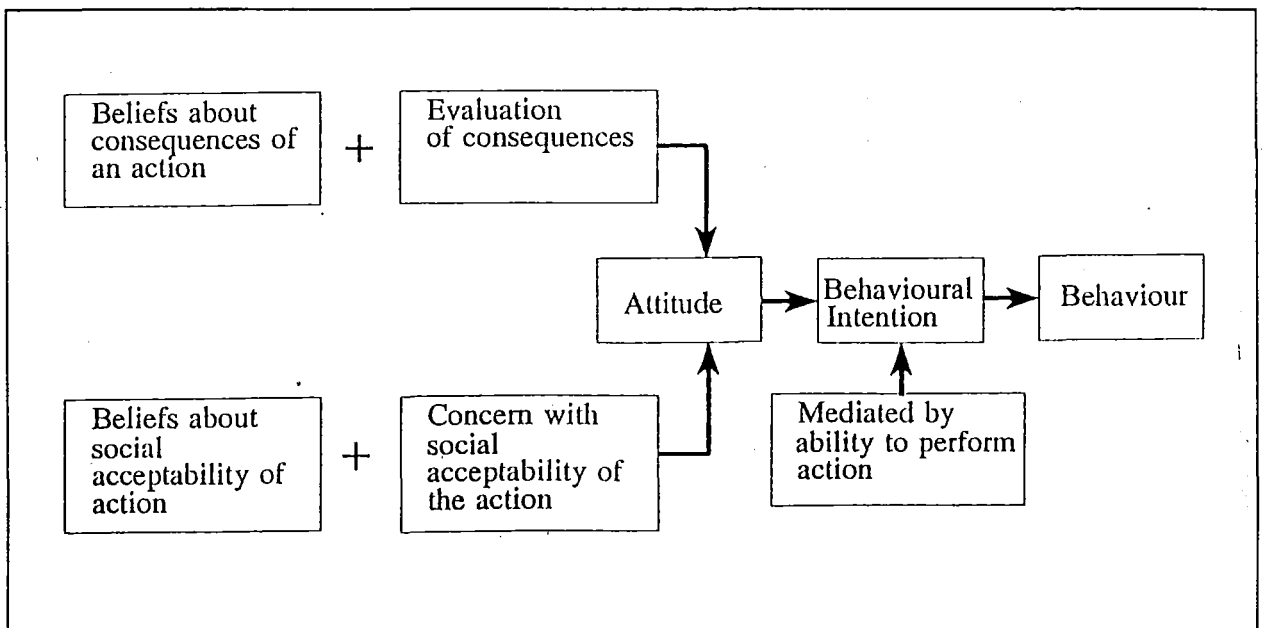 Beliefs about
consequences of
an action
+
Evaluation
of consequences
Attitude
Behavioural
Intention
Behaviour
Beliefs about
social
acceptability of
action
+
Concern with
social
acceptability of
the action
Mediated by
ability to perform
action